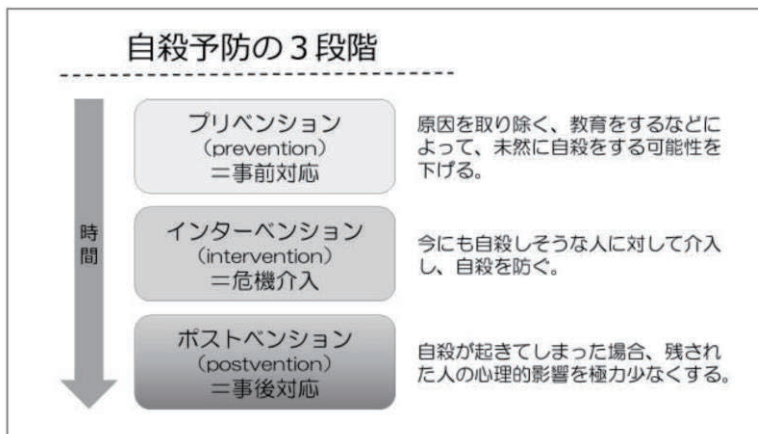 自殺予防の3段階
時間
プリベンション
(prevention)
＝事前対応
原因を取り除く、教育をするなどに
よって、未然に自殺をする可能性を
下げる。
インターベンション
(intervention)
＝危機介入
今にも自殺しそうな人に対して介入
し、自殺を防ぐ。
ポストベンション
(postvention)
＝事後対応
自殺が起きてしまった場合、残され
た人の心理的影響を極力少なくする。